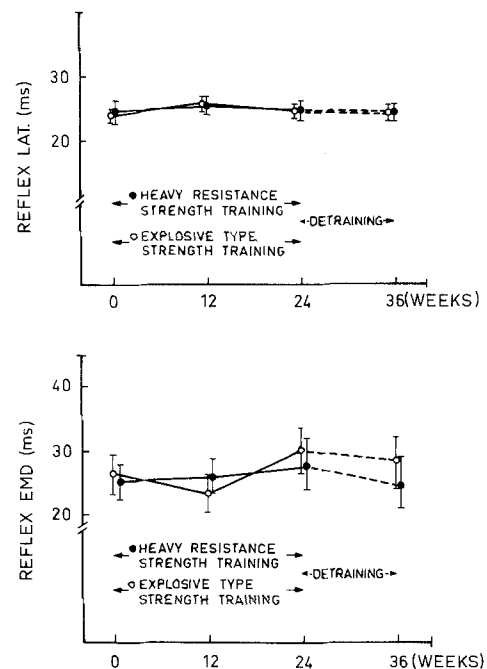 REFLEX LAT. (ms)
30
20
● HEAVY RESISTANCE
STRENGTH TRAINING
DETRAINING
○ EXPLOSIVE TYPE
STRENGTH TRAINING
0 12 24 36 (WEEKS)
REFLEX EMD (ms)
40
30
20
● HEAVY RESISTANCE
STRENGTH TRAINING
DETRAINING
○ EXPLOSIVE TYPE
STRENGTH TRAINING
0 12 24 36 (WEEKS)